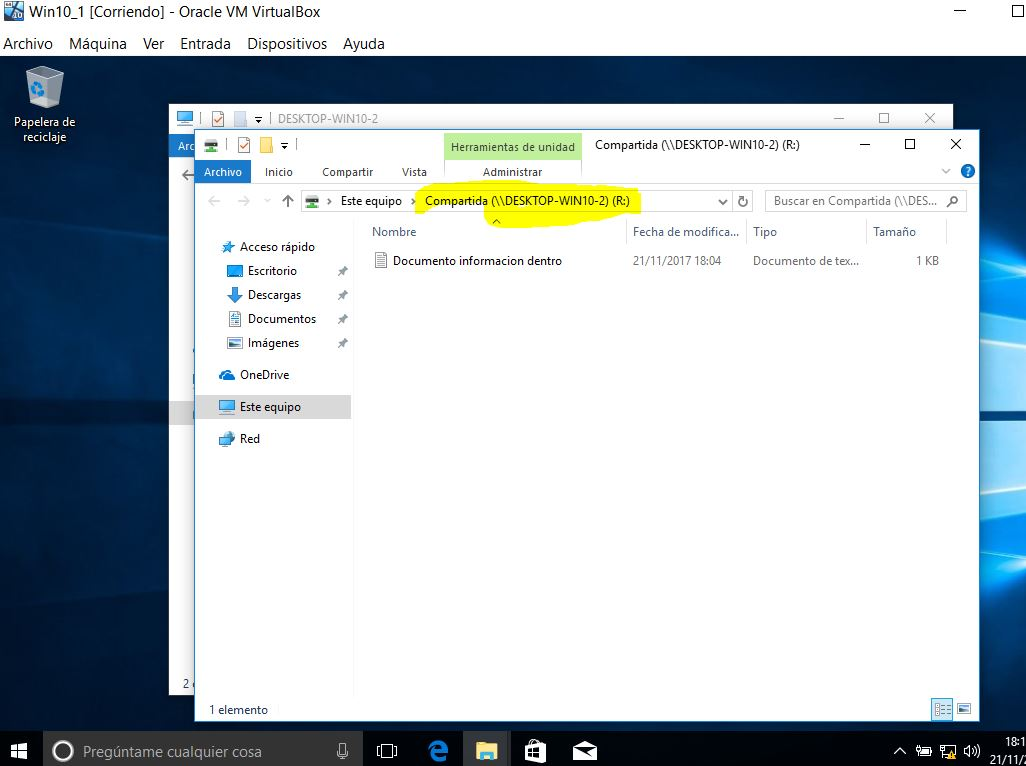 Win10_1 [Corriendo] - Oracle VM VirtualBox
Archivo Máquina Ver Entrada Dispositivos Ayuda
Papelera de
reciclaje
DESKTOP-WIN10-2
Herramientas de unidad Compartida (\\DESKTOP-WIN10-2) (R:)
Archivo Inicio Compartir Vista Administrar
Este equipo Compartida (\\DESKTOP-WIN10-2) (R:) Buscar en Compartida (\\DES...
Nombre Fecha de modifica... Tipo Tamaño
Documento informacion dentro 21/11/2017 18:04 Documento de tex... 1 KB
Acceso rápido
Escritorio
Descargas
Documentos
Imágenes
OneDrive
Este equipo
Red
1 elemento
Pregúntame cualquier cosa